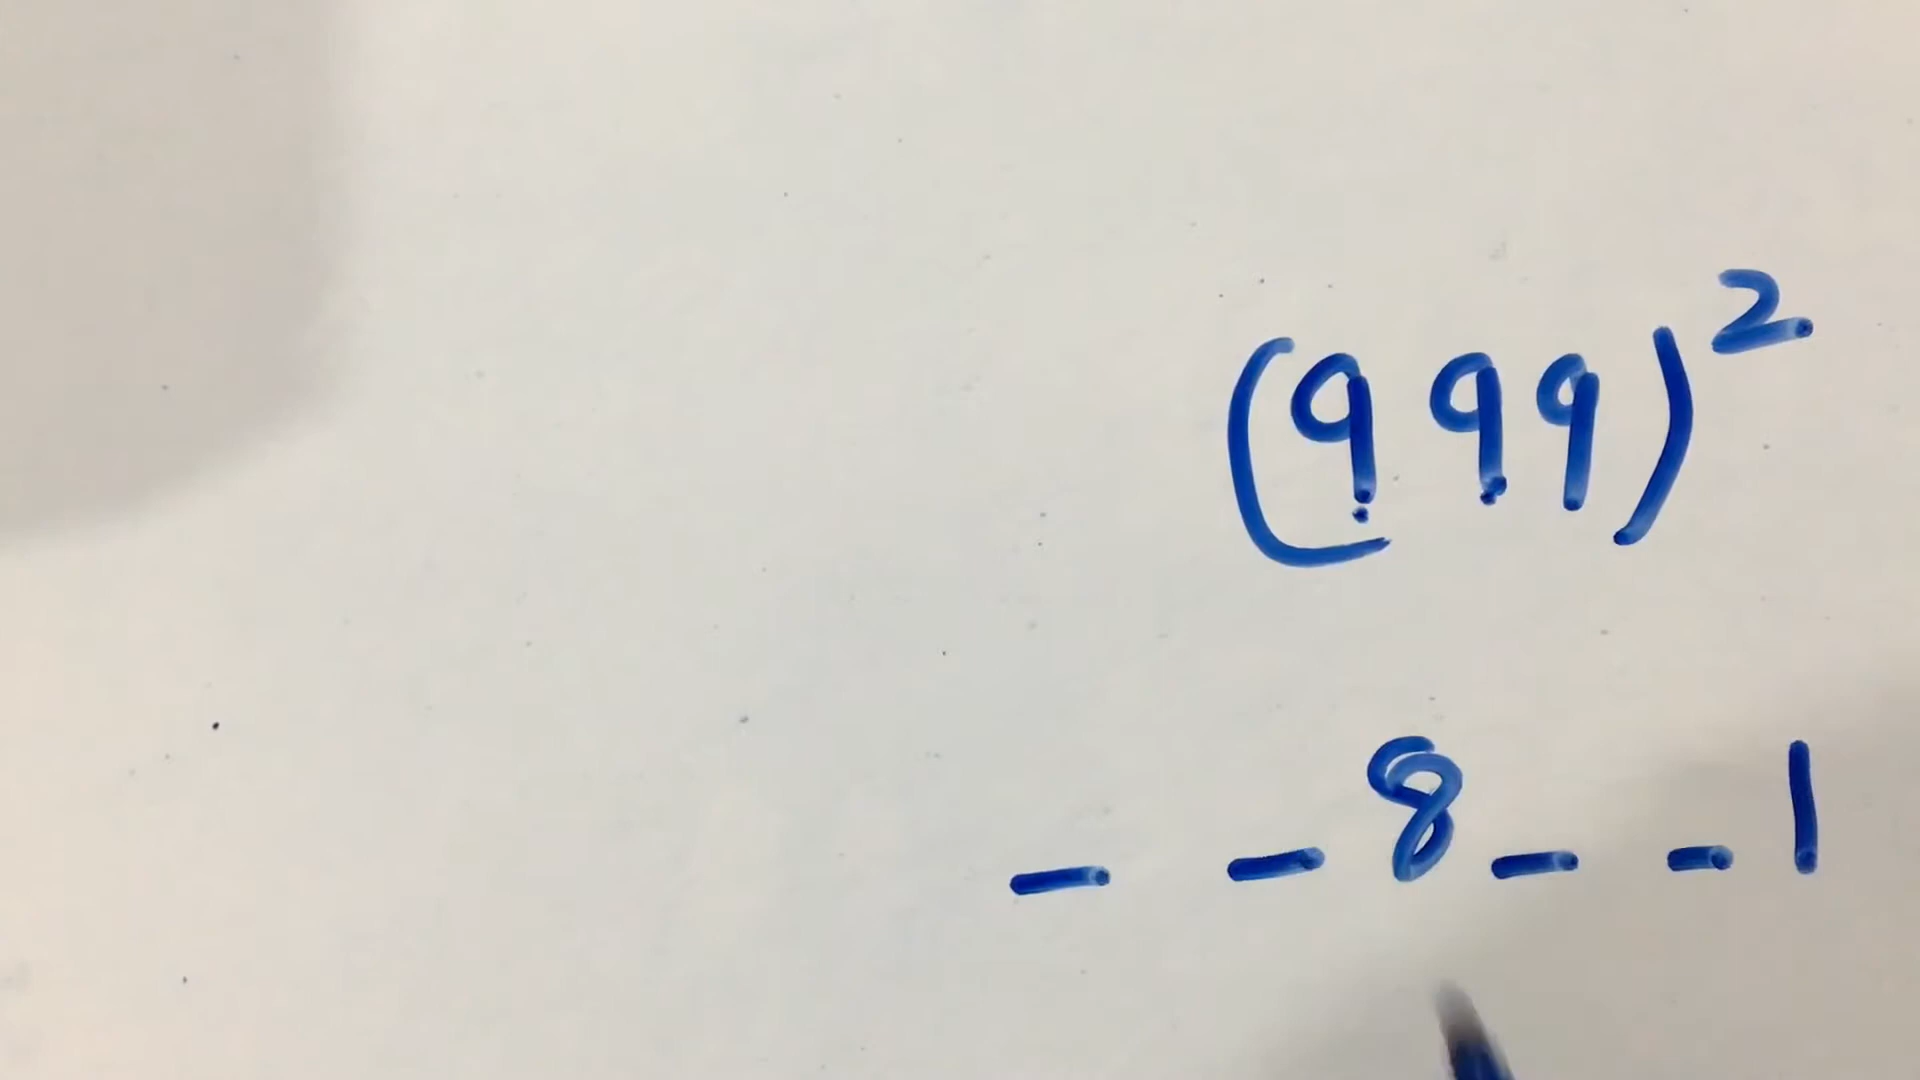 (999)²
_ _ 8 _ _ 1